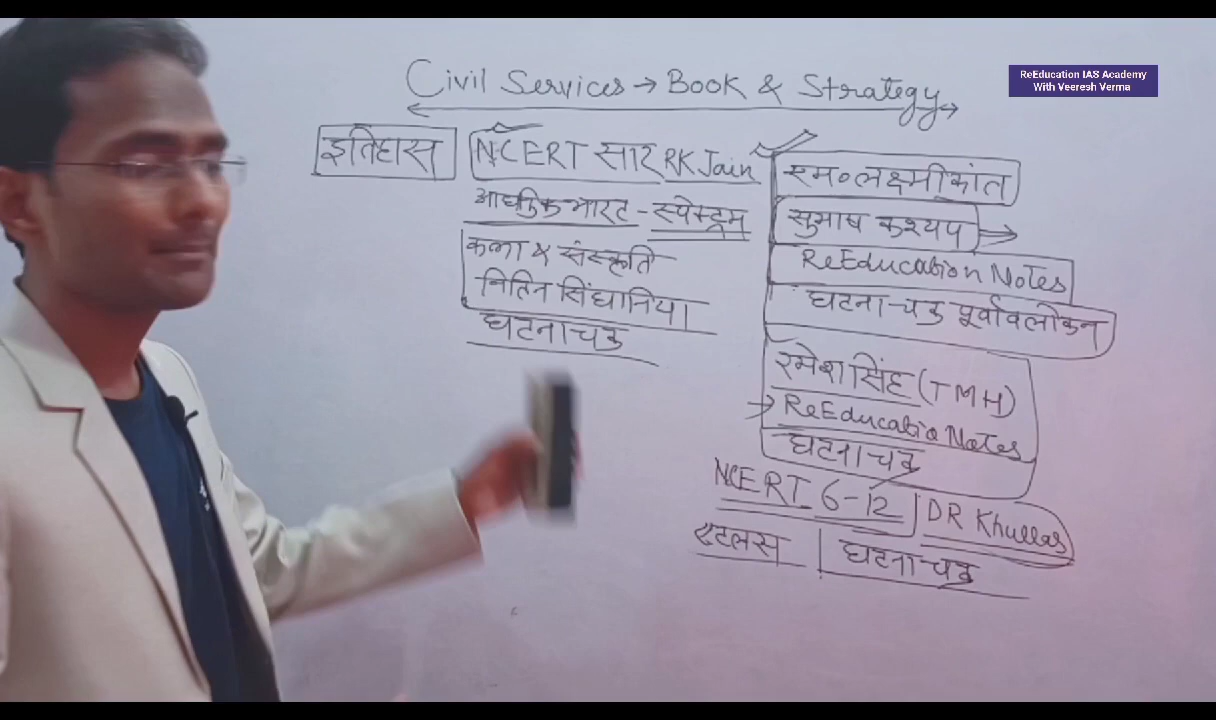 Civil Services → Book & Strategy
ReEducation IAS Academy
With Veeresh Verma
इतिहास
NCERT सार RK Jain
आधुनिक भारत - स्पेक्ट्रम
कला & संस्कृति
नितिन सिंघानिया
घटनाचक्र
एम० लक्ष्मीकांत
सुभाष कश्यप →
ReEducation Notes
घटना-चक्र पूर्वावलोकन
रमेश सिंह (TMH)
→ ReEducation Notes
घटनाचक्र
NCERT 6-12 | DR Khullar
एटलस | घटनाचक्र